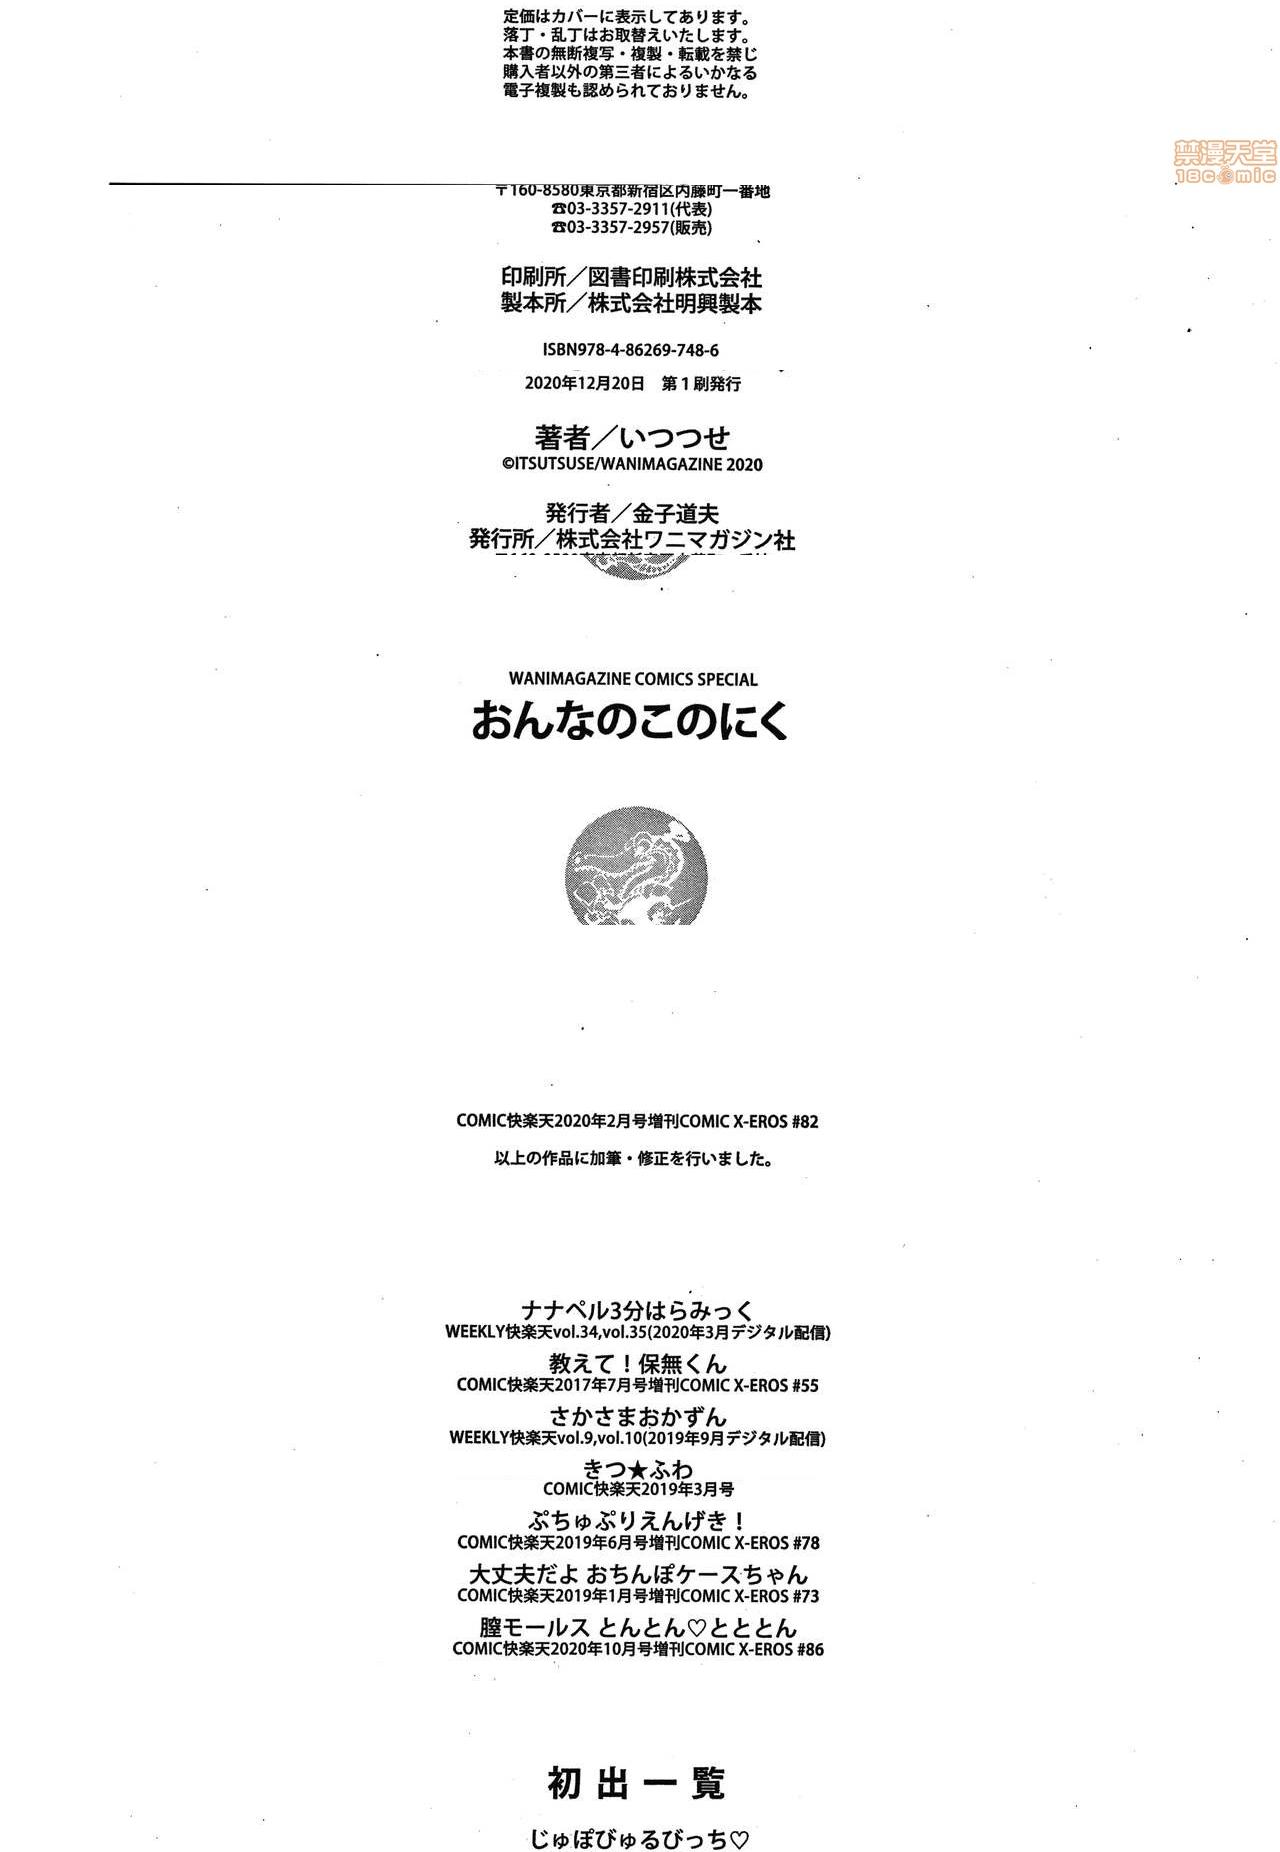 定価はカバーに表示してあります。
落丁・乱丁はお取替えいたします。
本書の無断複写・複製・転載を禁じ
購入者以外の第三者によるいかなる
電子複製も認められておりません。
禁漫天堂
18comic
〒160-8580東京都新宿区内藤町一番地
☎03-3357-2911(代表)
☎03-3357-2957(販売)
印刷所／図書印刷株式会社
製本所／株式会社明興製本
ISBN978-4-86269-748-6
2020年12月20日　第１刷発行
著者／いつつせ
©ITSUTSUSE/WANIMAGAZINE 2020
発行者／金子道夫
発行所／株式会社ワニマガジン社
WANIMAGAZINE COMICS SPECIAL
おんなのこのにく
COMIC快楽天2020年2月号増刊COMIC X-EROS #82
以上の作品に加筆・修正を行いました。
ナナペル3分はらみっく
WEEKLY快楽天vol.34,vol.35(2020年3月デジタル配信)
教えて！保無くん
COMIC快楽天2017年7月号増刊COMIC X-EROS #55
さかさまおかずん
WEEKLY快楽天vol.9,vol.10(2019年9月デジタル配信)
きつ★ふわ
COMIC快楽天2019年3月号
ぷちゅぷりえんげき！
COMIC快楽天2019年6月号増刊COMIC X-EROS #78
大丈夫だよ おちんぽケースちゃん
COMIC快楽天2019年1月号増刊COMIC X-EROS #73
膣モールス とんとん♡とととん
COMIC快楽天2020年10月号増刊COMIC X-EROS #86
初出一覧
じゅぽびゅるびっち♡